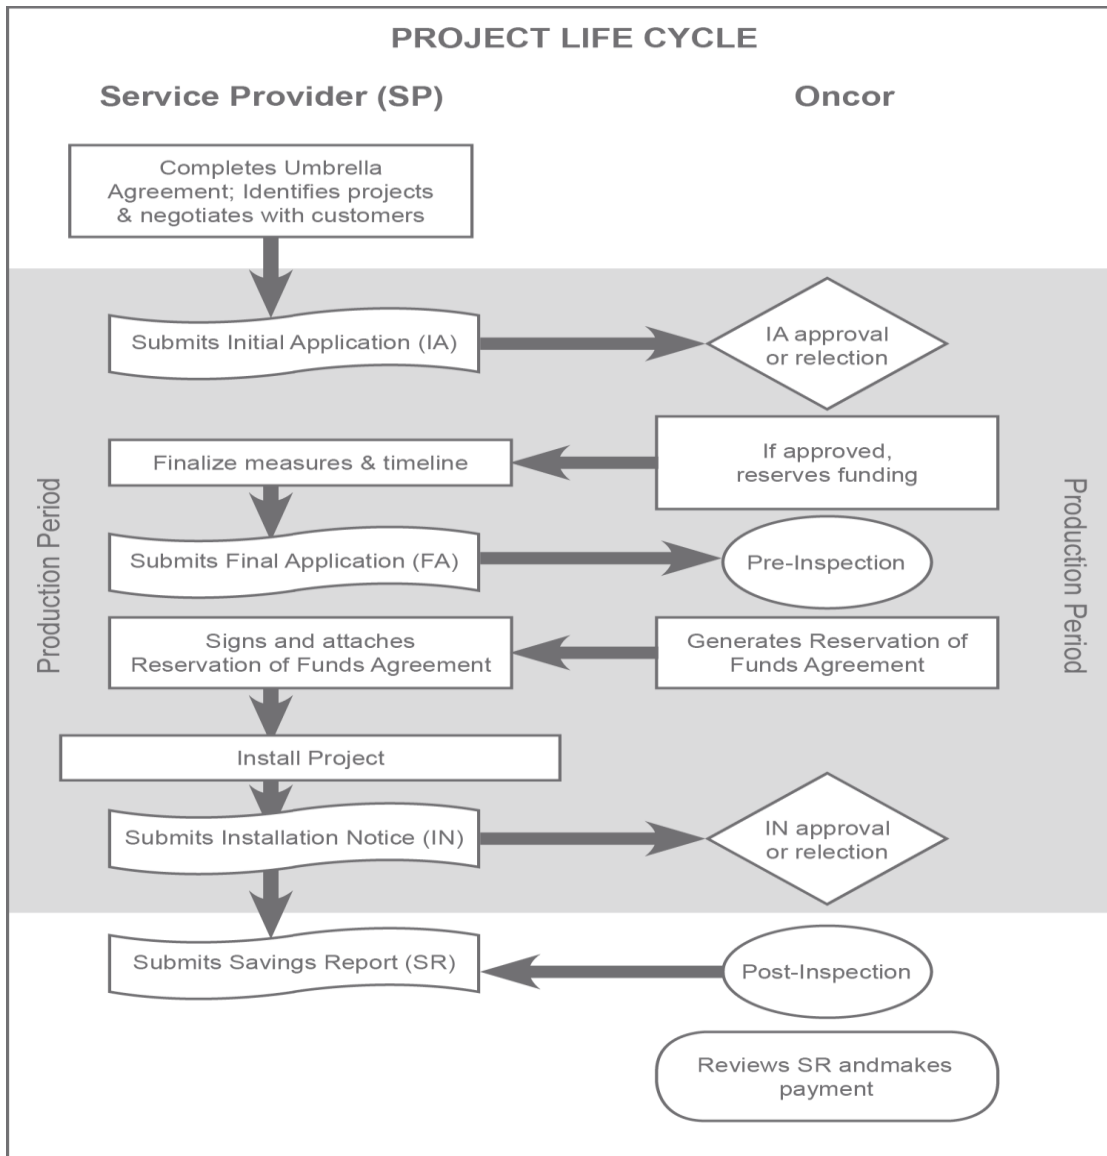 PROJECT LIFE CYCLE
Service Provider (SP)
Oncor
Completes Umbrella
Agreement; Identifies projects
& negotiates with customers
Submits Initial Application (IA)
IA approval
or relection
If approved,
reserves funding
Finalize measures & timeline
Submits Final Application (FA)
Pre-Inspection
Generates Reservation of
Funds Agreement
Signs and attaches
Reservation of Funds Agreement
Install Project
Submits Installation Notice (IN)
IN approval
or relection
Post-Inspection
Submits Savings Report (SR)
Reviews SR andmakes
payment
Production Period
Production Period